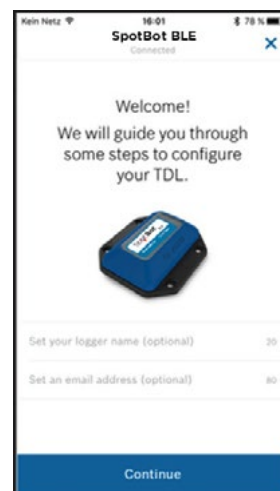 Kein Netz 16:01 78 %
SpotBot BLE
Connected
Welcome!
We will guide you through
some steps to configure
your TDL.
SpotBot
Set your logger name (optional) 20
Set an email address (optional) 80
Continue